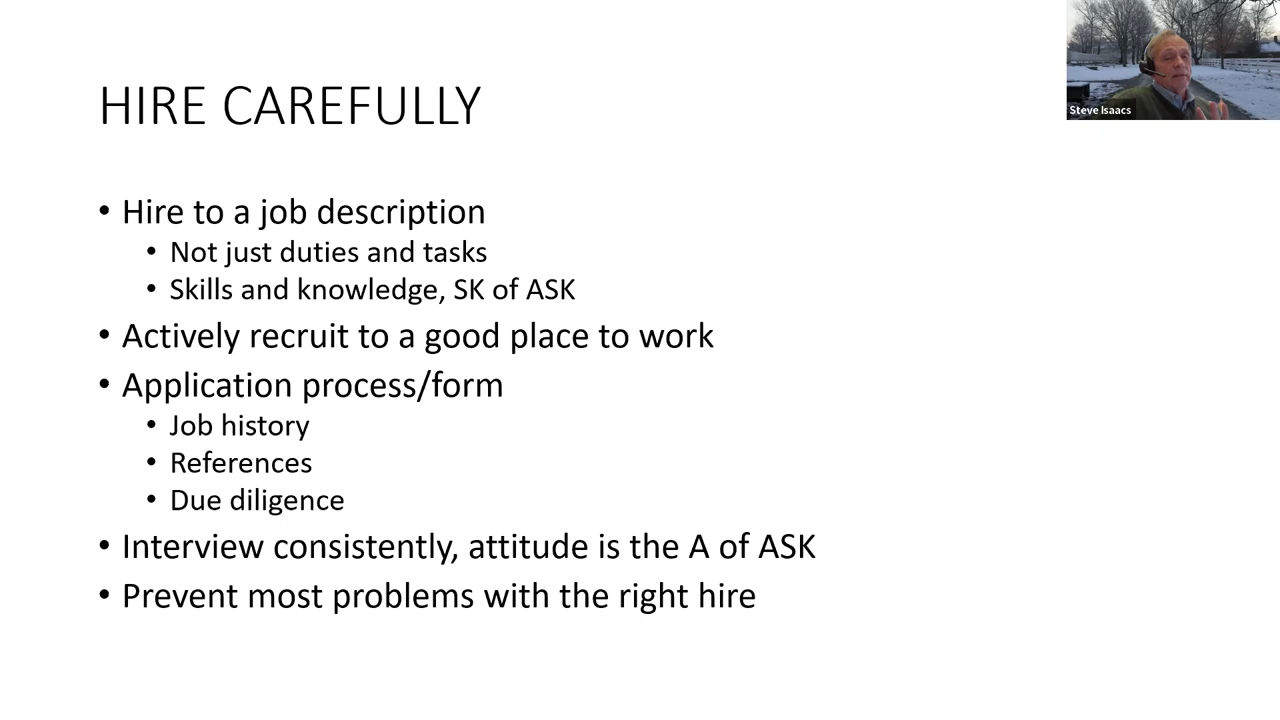 HIRE CAREFULLY
Steve Isaacs
• Hire to a job description
• Not just duties and tasks
• Skills and knowledge, SK of ASK
• Actively recruit to a good place to work
• Application process/form
• Job history
• References
• Due diligence
• Interview consistently, attitude is the A of ASK
• Prevent most problems with the right hire